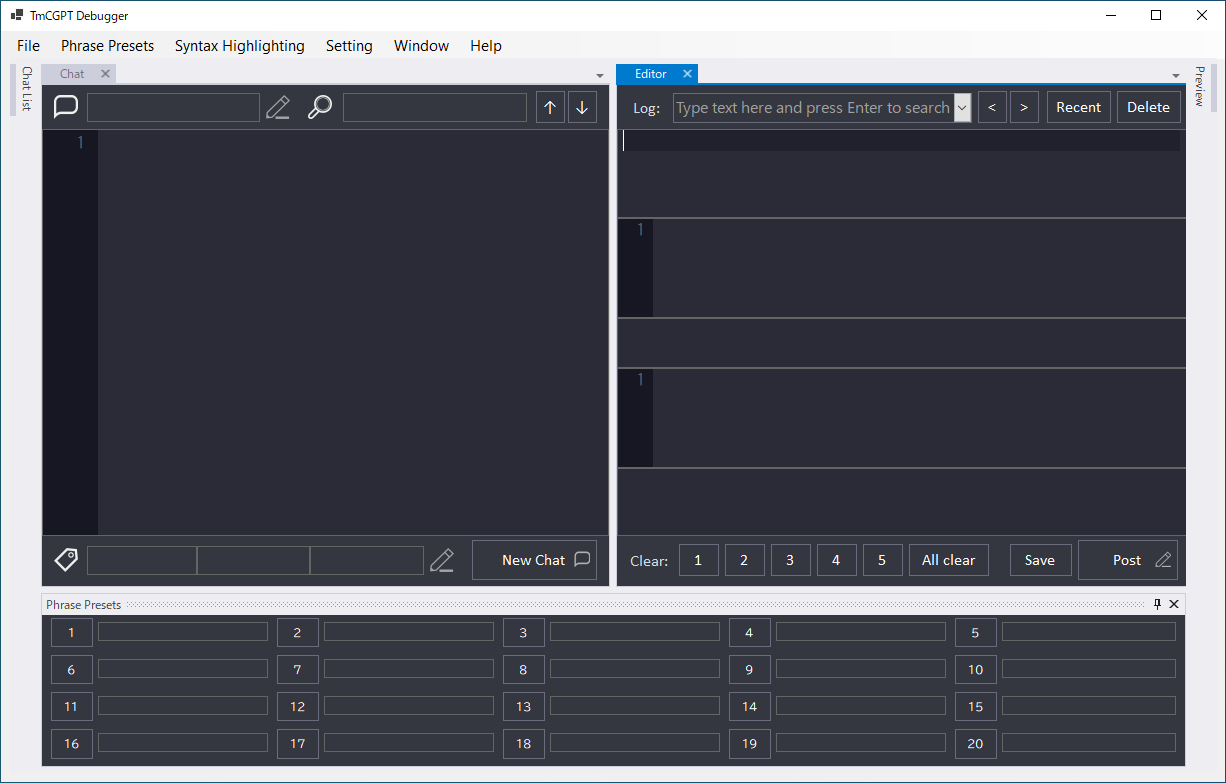 TmCGPT Debugger
File Phrase Presets Syntax Highlighting Setting Window Help
Chat List
Chat
Editor
Preview
Log: Type text here and press Enter to search < > Recent Delete
1
1
1
New Chat
Clear: 1 2 3 4 5 All clear Save Post
Phrase Presets
1 2 3 4 5
6 7 8 9 10
11 12 13 14 15
16 17 18 19 20